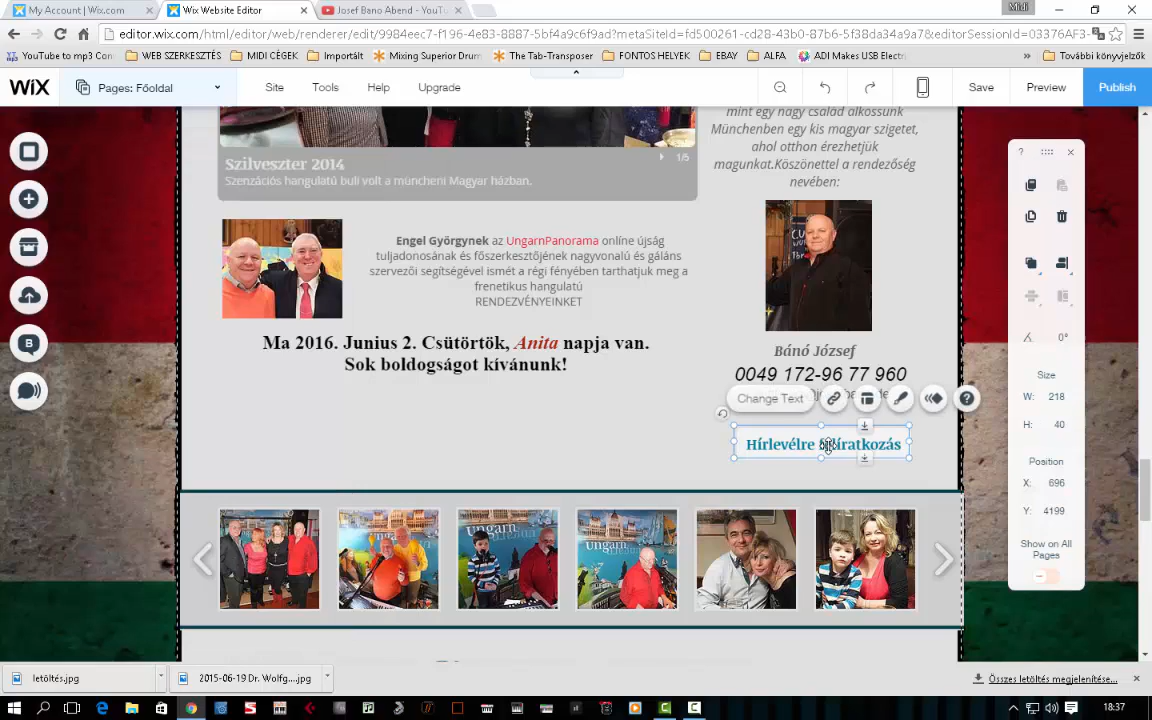 My Account | Wix.com
Wix Website Editor
Josef Bano Abend - YouTu
Midi
editor.wix.com/html/editor/web/renderer/edit/9984eec7-f196-4e83-8887-5bf4a9c6f9ad?metaSiteId=fd500261-cd28-43b0-87b6-5f38da34a9a7&editorSessionId=03376AF3-
YouTube to mp3 Con
WEB SZERKESZTÉS
MIDI CÉGEK
Importált
Mixing Superior Drum
The Tab-Transposer
FONTOS HELYEK
EBAY
ALFA
ADI Makes USB Electri
»
További könyvjelzők
WiX
Pages: Főoldal
Site
Tools
Help
Upgrade
Save
Preview
Publish
mint egy nagy család alkossunk
Münchenben egy kis magyar szigetet,
ahol otthon érezhetjük
magunkat.Köszönettel a rendezőség
nevében:
Szilveszter 2014
1/5
Szenzációs hangulatú buli volt a müncheni Magyar házban.
Engel Györgynek az UngarnPanorama online újság
tuljadonosának és főszerkesztőjének nagyvonalú és gáláns
szervezői segítségével ismét a régi fényében tarthatjuk meg a
frenetikus hangulatú
RENDEZVÉNYEINKET
Ma 2016. Junius 2. Csütörtök, Anita napja van.
Sok boldogságot kívánunk!
Bánó József
0049 172-96 77 960
Change Text
Hírlevélre feliratkozás
?
0°
Size
W: 218
H: 40
Position
X: 696
Y: 4199
Show on All
Pages
letöltés.jpg
2015-06-19 Dr. Wolfg....jpg
Összes letöltés megjelenítése...
18:37